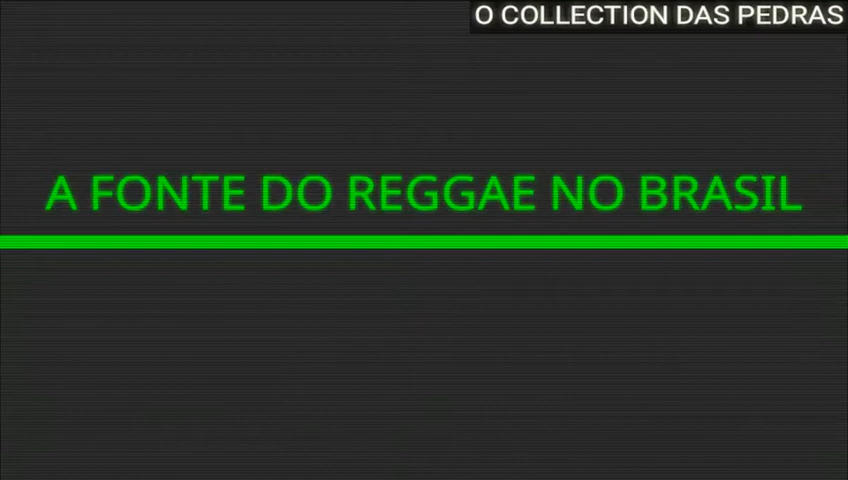 O COLLECTION DAS PEDRAS
A FONTE DO REGGAE NO BRASIL